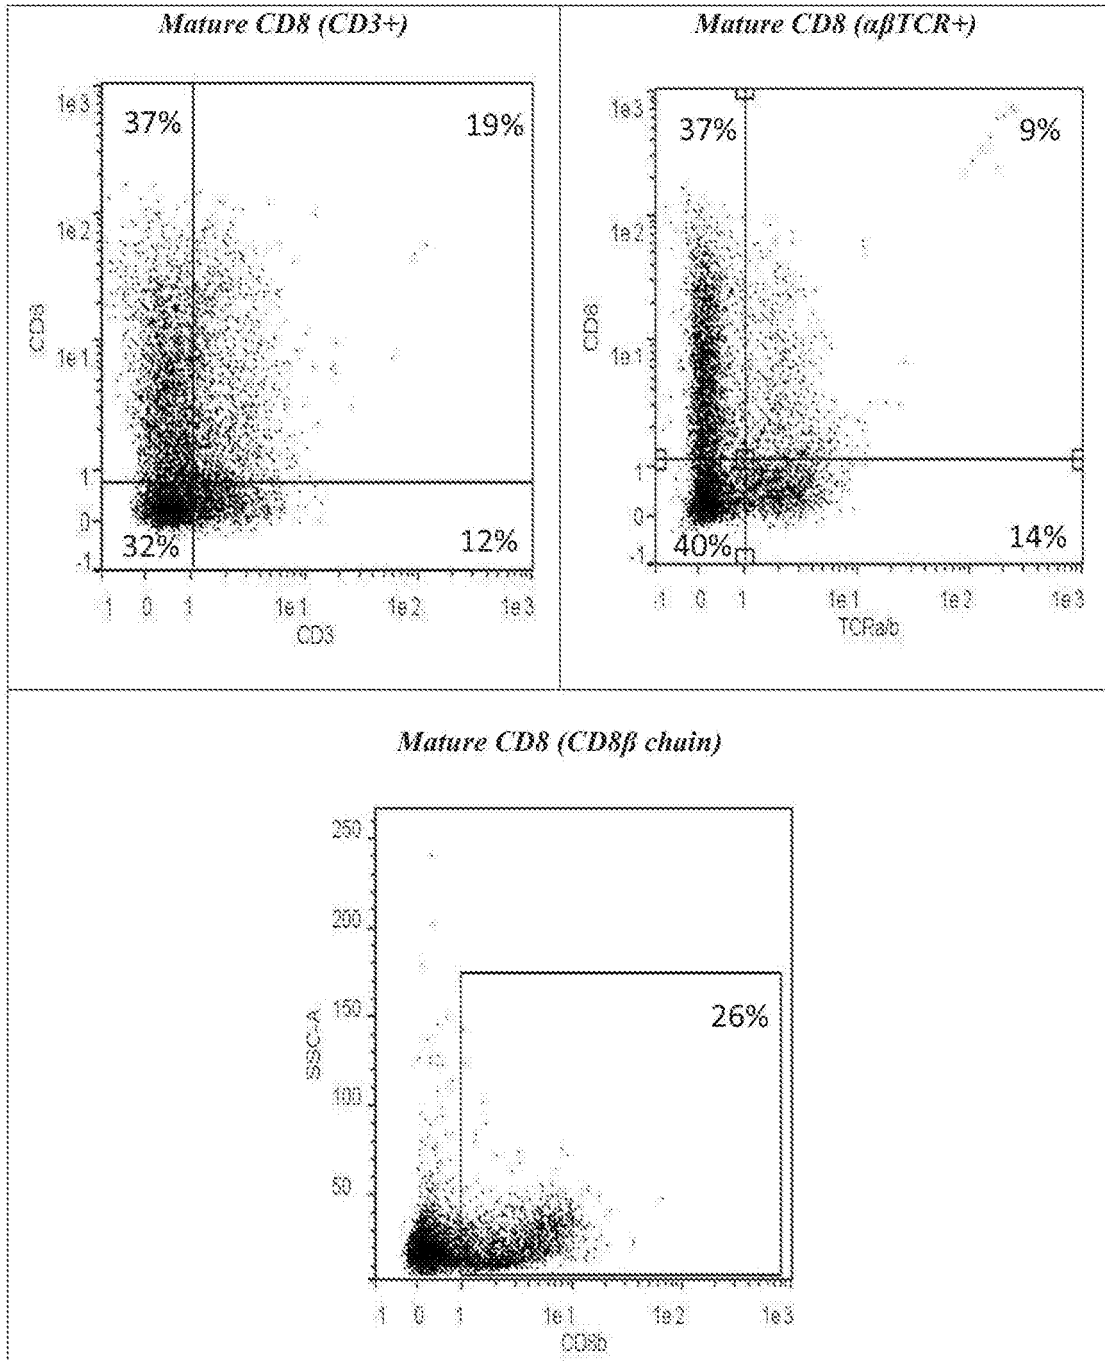 Mature CD8 (CD3+)
1e3
37%
19%
1e2
CD8
1e1
1
0
32%
12%
-1
-1 0 1 1e1 1e2 1e3
CD3
Mature CD8 (αβTCR+)
1e3
37%
9%
1e2
CD8
1e1
1
0
40%
14%
-1
-1 0 1 1e1 1e2 1e3
TCRa/b
Mature CD8 (CD8β chain)
250
200
26%
150
SSC-A
100
50
-1 0 1 1e1 1e2 1e3
CD8b